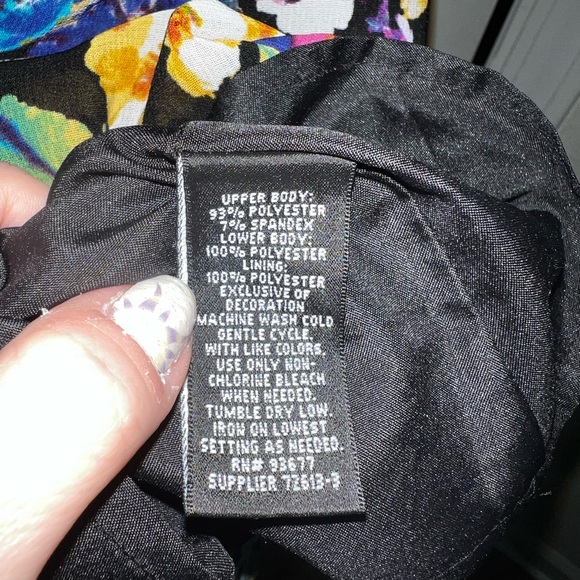 UPPER BODY:
93% POLYESTER
7% SPANDEX
LOWER BODY:
100% POLYESTER
LINING:
100% POLYESTER
EXCLUSIVE OF
DECORATION
MACHINE WASH COLD
GENTLE CYCLE.
WITH LIKE COLORS.
USE ONLY NON-
CHLORINE BLEACH
WHEN NEEDED.
TUMBLE DRY LOW.
IRON ON LOWEST
SETTING AS NEEDED.
RN# 93677
SUPPLIER 72613-3